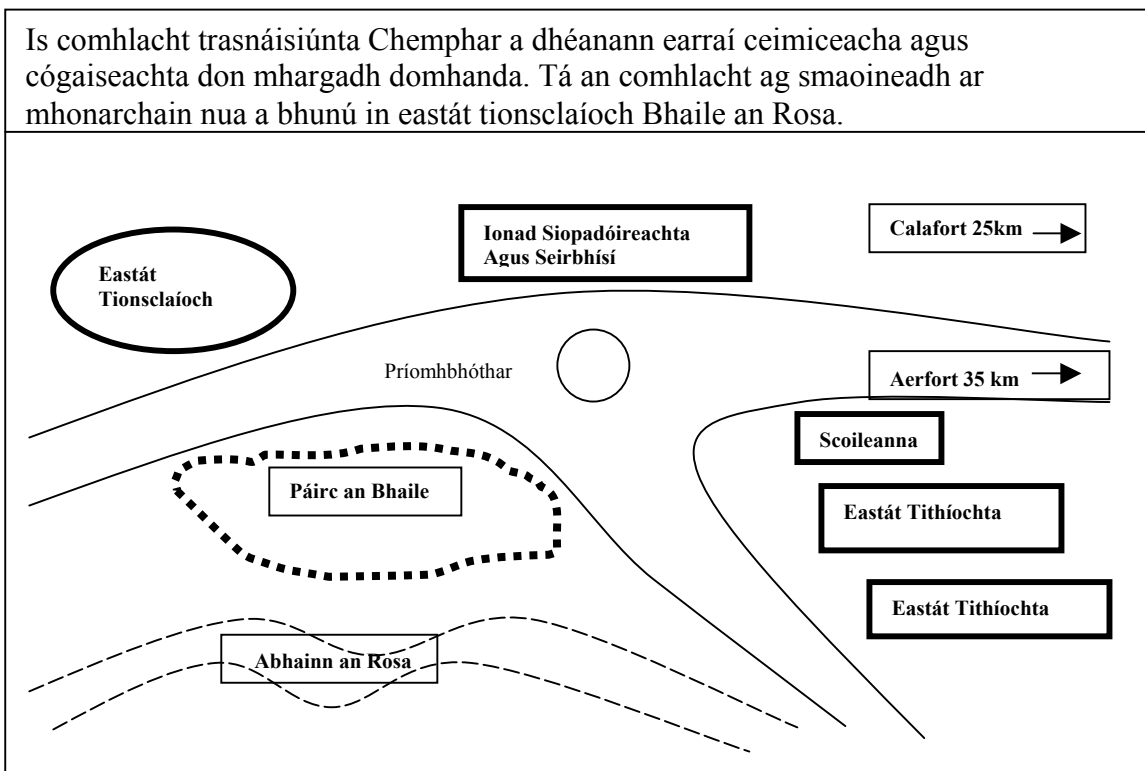 Is comhlacht trasnáisiúnta Chemphar a dhéanann earraí ceimiceacha agus
cógaiseachta don mhargadh domhanda. Tá an comhlacht ag smaoineadh ar
mhonarchain nua a bhunú in eastát tionsclaíoch Bhaile an Rosa.
Eastát
Tionsclaíoch
Ionad Siopadóireachta
Agus Seirbhísí
Calafort 25km
Príomhbhóthar
Aerfort 35 km
Scoileanna
Páirc an Bhaile
Eastát Tithíochta
Eastát Tithíochta
Abhainn an Rosa